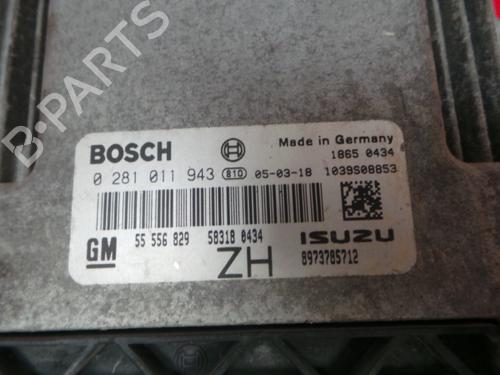 B-PARTS
BOSCH
Made in Germany
1865 0434
0 281 011 943 810 05-03-18 1039S08853
GM 55 556 829 58318 0434 ISUZU
ZH 8973785712